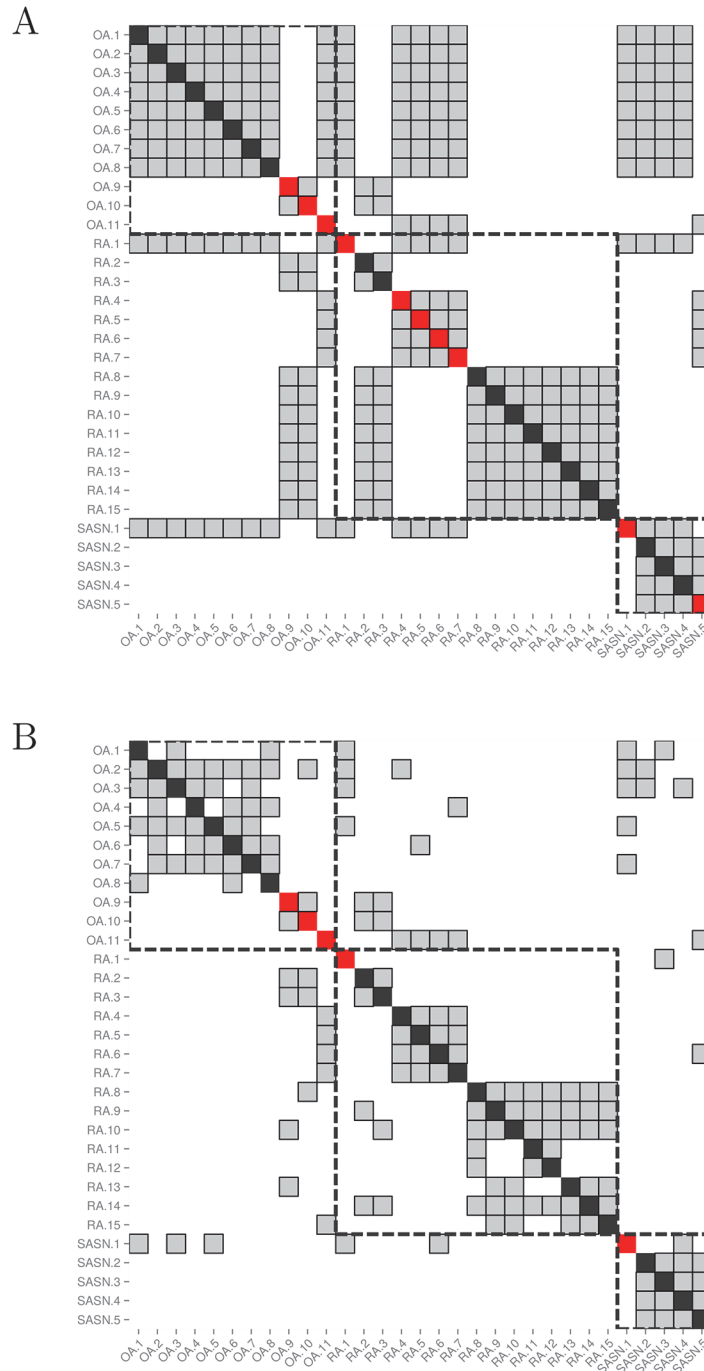 A
OA.1
OA.2
OA.3
OA.4
OA.5
OA.6
OA.7
OA.8
OA.9
OA.10
OA.11
RA.1
RA.2
RA.3
RA.4
RA.5
RA.6
RA.7
RA.8
RA.9
RA.10
RA.11
RA.12
RA.13
RA.14
RA.15
SASN.1
SASN.2
SASN.3
SASN.4
SASN.5
OA.1 OA.2 OA.3 OA.4 OA.5 OA.6 OA.7 OA.8 OA.9 OA.10 OA.11 RA.1 RA.2 RA.3 RA.4 RA.5 RA.6 RA.7 RA.8 RA.9 RA.10 RA.11 RA.12 RA.13 RA.14 RA.15 SASN.1 SASN.2 SASN.3 SASN.4 SASN.5
B
OA.1
OA.2
OA.3
OA.4
OA.5
OA.6
OA.7
OA.8
OA.9
OA.10
OA.11
RA.1
RA.2
RA.3
RA.4
RA.5
RA.6
RA.7
RA.8
RA.9
RA.10
RA.11
RA.12
RA.13
RA.14
RA.15
SASN.1
SASN.2
SASN.3
SASN.4
SASN.5
OA.1 OA.2 OA.3 OA.4 OA.5 OA.6 OA.7 OA.8 OA.9 OA.10 OA.11 RA.1 RA.2 RA.3 RA.4 RA.5 RA.6 RA.7 RA.8 RA.9 RA.10 RA.11 RA.12 RA.13 RA.14 RA.15 SASN.1 SASN.2 SASN.3 SASN.4 SASN.5